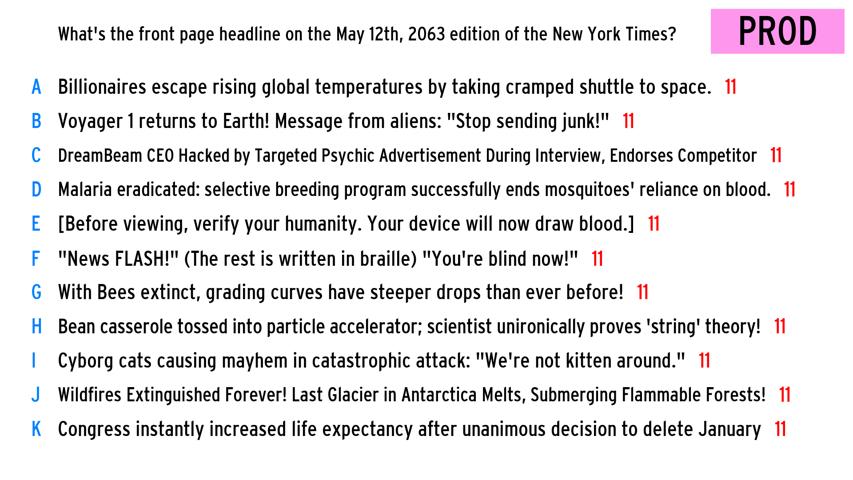 What's the front page headline on the May 12th, 2063 edition of the New York Times?
PROD
A Billionaires escape rising global temperatures by taking cramped shuttle to space. 11
B Voyager 1 returns to Earth! Message from aliens: "Stop sending junk!" 11
C DreamBeam CEO Hacked by Targeted Psychic Advertisement During Interview, Endorses Competitor 11
D Malaria eradicated: selective breeding program successfully ends mosquitoes' reliance on blood. 11
E [Before viewing, verify your humanity. Your device will now draw blood.] 11
F "News FLASH!" (The rest is written in braille) "You're blind now!" 11
G With Bees extinct, grading curves have steeper drops than ever before! 11
H Bean casserole tossed into particle accelerator; scientist unironically proves 'string' theory! 11
I Cyborg cats causing mayhem in catastrophic attack: "We're not kitten around." 11
J Wildfires Extinguished Forever! Last Glacier in Antarctica Melts, Submerging Flammable Forests! 11
K Congress instantly increased life expectancy after unanimous decision to delete January 11